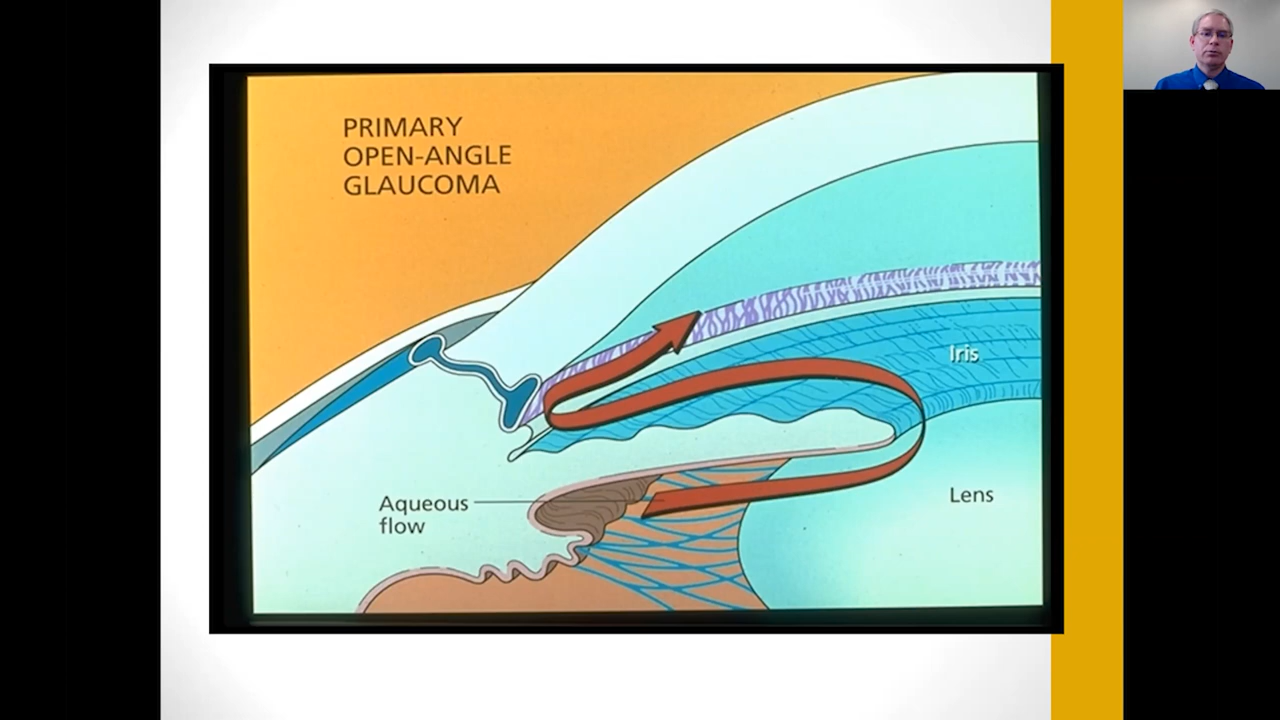 PRIMARY
OPEN-ANGLE
GLAUCOMA
Iris
Aqueous
flow
Lens